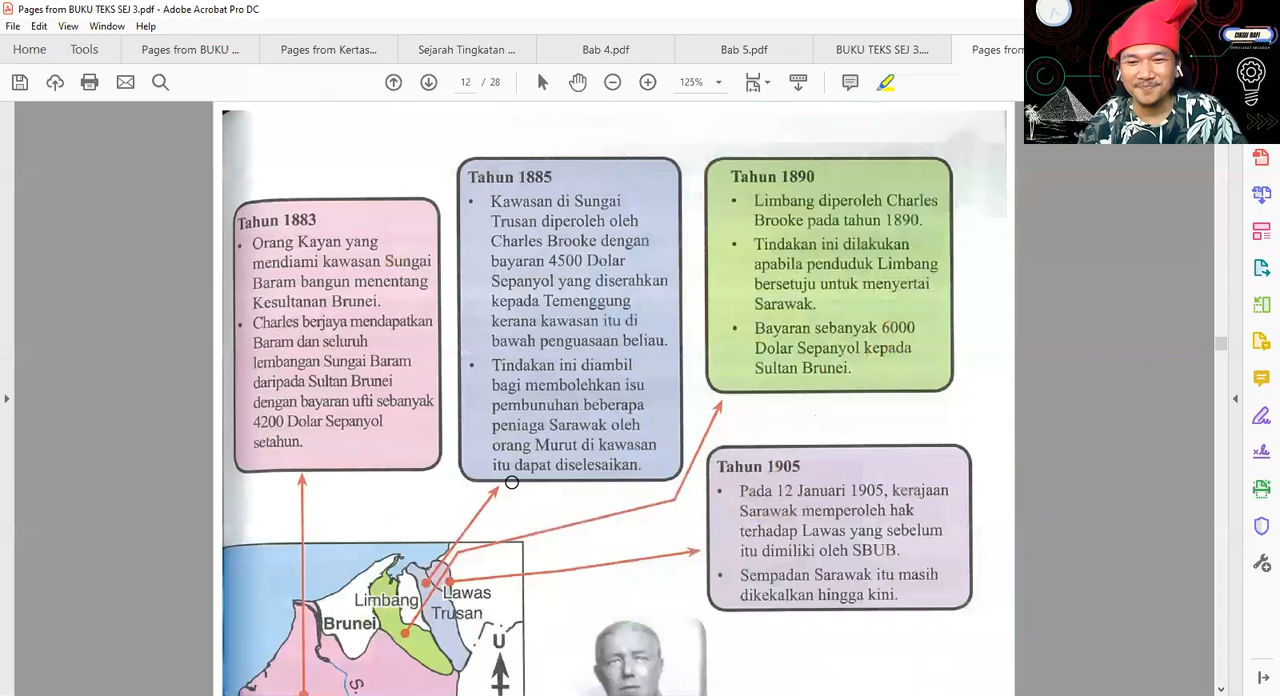 Pages from BUKU TEKS SEJ 3.pdf - Adobe Acrobat Pro DC
File Edit View Window Help
Home Tools Pages from BUKU ... Pages from Kertas... Sejarah Tingkatan ... Bab 4.pdf Bab 5.pdf BUKU TEKS SEJ 3.... Pages from
12 / 28 125%
CIKGU RAFI
Tahun 1883
• Orang Kayan yang
mendiami kawasan Sungai
Baram bangun menentang
Kesultanan Brunei.
• Charles berjaya mendapatkan
Baram dan seluruh
lembangan Sungai Baram
daripada Sultan Brunei
dengan bayaran ufti sebanyak
4200 Dolar Sepanyol
setahun.
Tahun 1885
• Kawasan di Sungai
Trusan diperoleh oleh
Charles Brooke dengan
bayaran 4500 Dolar
Sepanyol yang diserahkan
kepada Temenggung
kerana kawasan itu di
bawah penguasaan beliau.
• Tindakan ini diambil
bagi membolehkan isu
pembunuhan beberapa
peniaga Sarawak oleh
orang Murut di kawasan
itu dapat diselesaikan.
Tahun 1890
• Limbang diperoleh Charles
Brooke pada tahun 1890.
• Tindakan ini dilakukan
apabila penduduk Limbang
bersetuju untuk menyertai
Sarawak.
• Bayaran sebanyak 6000
Dolar Sepanyol kepada
Sultan Brunei.
Tahun 1905
• Pada 12 Januari 1905, kerajaan
Sarawak memperoleh hak
terhadap Lawas yang sebelum
itu dimiliki oleh SBUB.
• Sempadan Sarawak itu masih
dikekalkan hingga kini.
Limbang
Lawas
Trusan
Brunei
U
S.